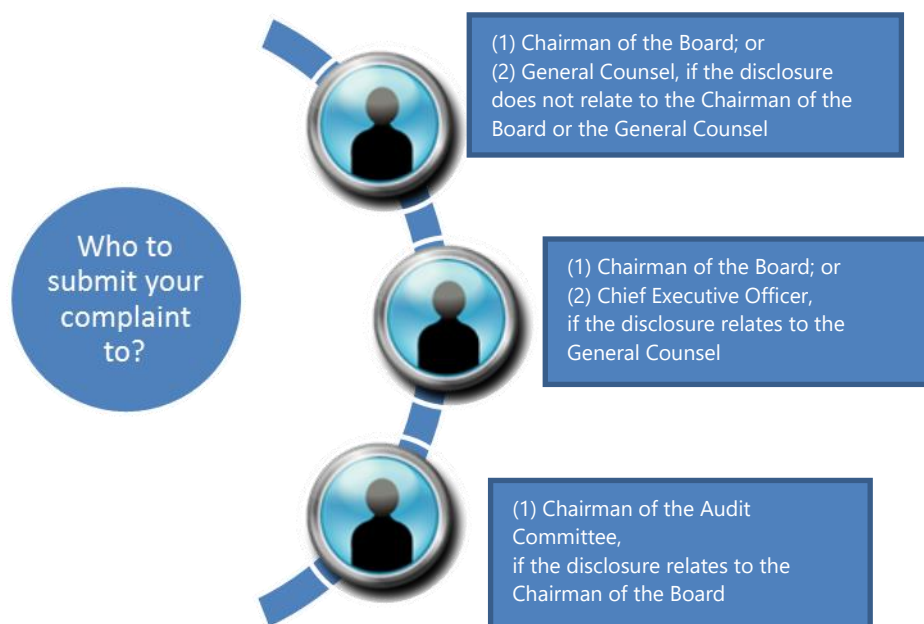 Who to
submit your
complaint
to?
(1) Chairman of the Board; or
(2) General Counsel, if the disclosure
does not relate to the Chairman of the
Board or the General Counsel
(1) Chairman of the Board; or
(2) Chief Executive Officer,
if the disclosure relates to the
General Counsel
(1) Chairman of the Audit
Committee,
if the disclosure relates to the
Chairman of the Board